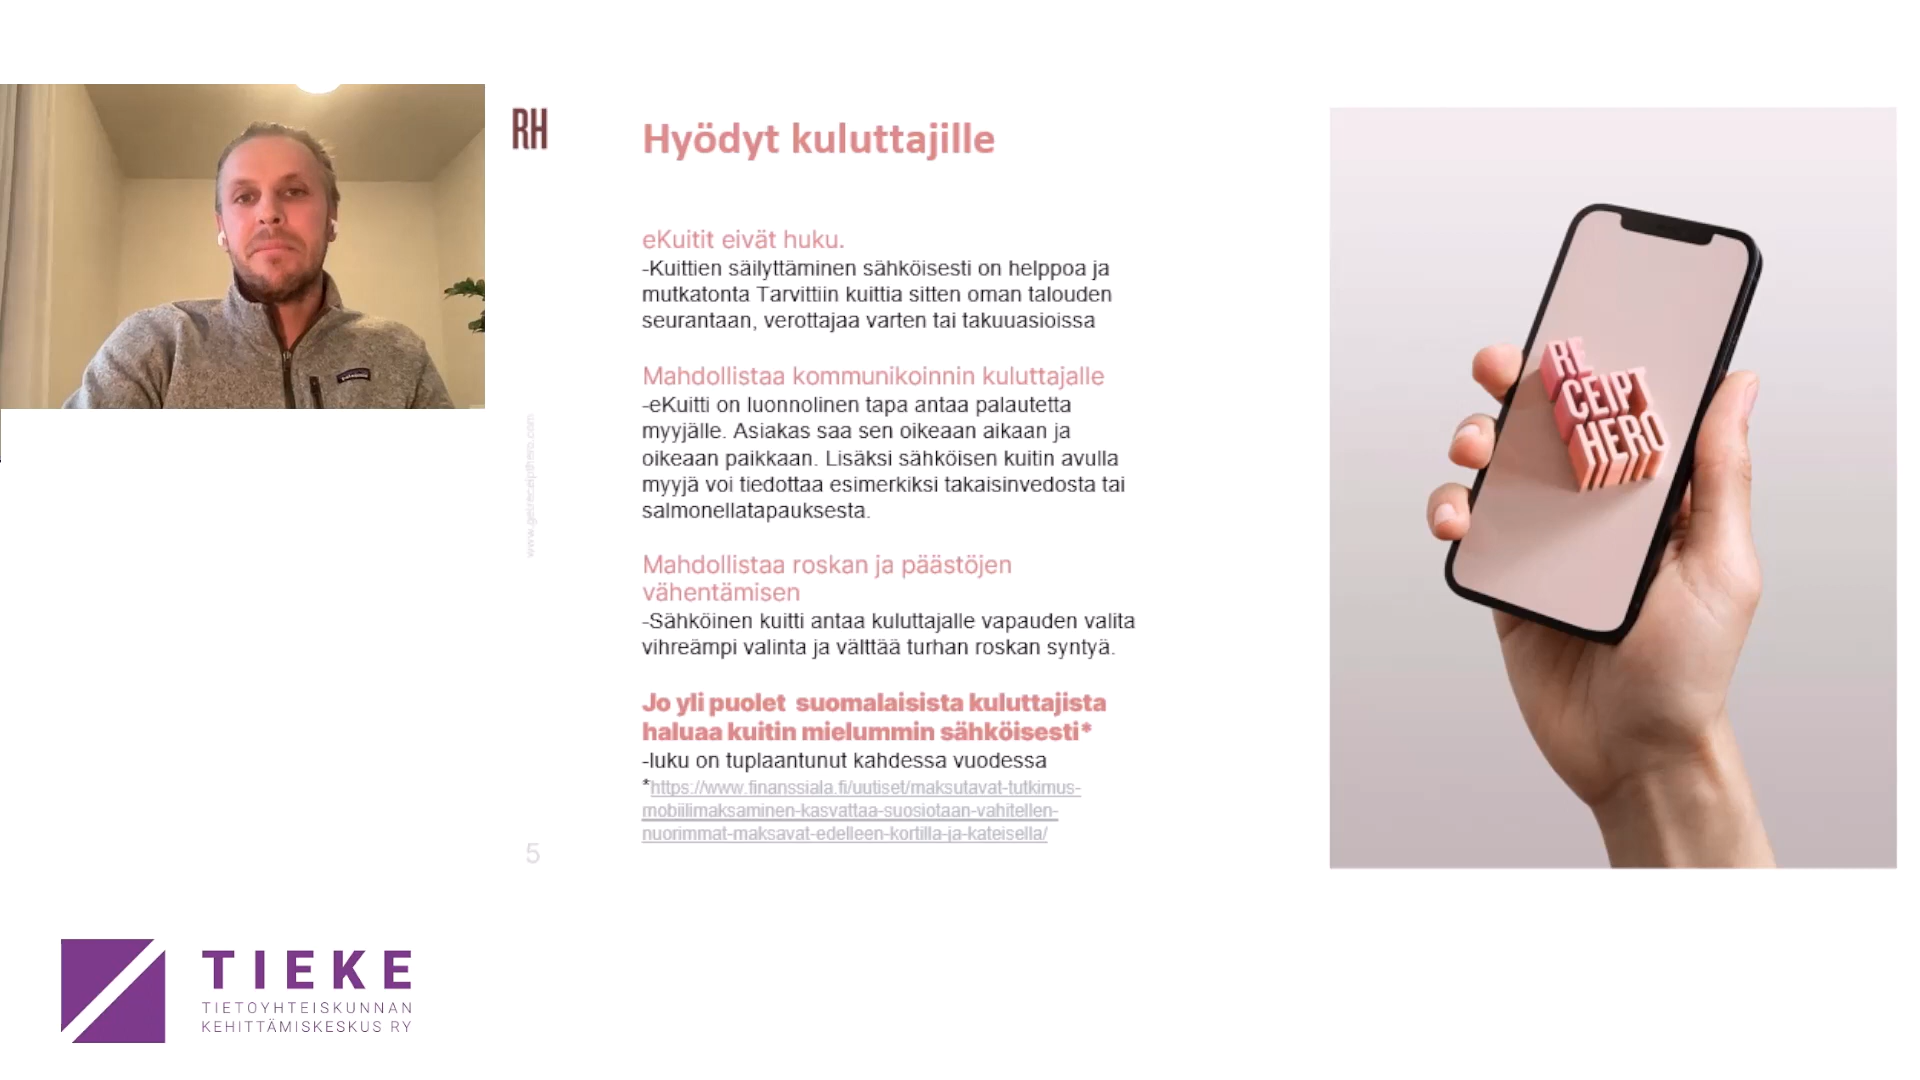 RH
Hyödyt kuluttajille
eKuitit eivät huku.
-Kuittien säilyttäminen sähköisesti on helppoa ja
mutkatonta Tarvittiin kuittia sitten oman talouden
seurantaan, verottajaa varten tai takuuasioissa
Mahdollistaa kommunikoinnin kuluttajalle
-eKuitti on luonnolinen tapa antaa palautetta
myyjälle. Asiakas saa sen oikeaan aikaan ja
oikeaan paikkaan. Lisäksi sähköisen kuitin avulla
myyjä voi tiedottaa esimerkiksi takaisinvedosta tai
salmonellatapauksesta.
Mahdollistaa roskan ja päästöjen
vähentämisen
-Sähköinen kuitti antaa kuluttajalle vapauden valita
vihreämpi valinta ja välttää turhan roskan syntyä.
Jo yli puolet suomalaisista kuluttajista
haluaa kuitin mielummin sähköisesti*
-luku on tuplaantunut kahdessa vuodessa
*https://www.finanssiala.fi/uutiset/maksutavat-tutkimus-
mobiilimaksaminen-kasvattaa-suosiotaan-vahitellen-
nuorimmat-maksavat-edelleen-kortilla-ja-kateisella/
www.getreceipthero.com
5
RE
CEIPT
HERO
TIEKE
TIETOYHTEISKUNNAN
KEHITTÄMISKESKUS RY